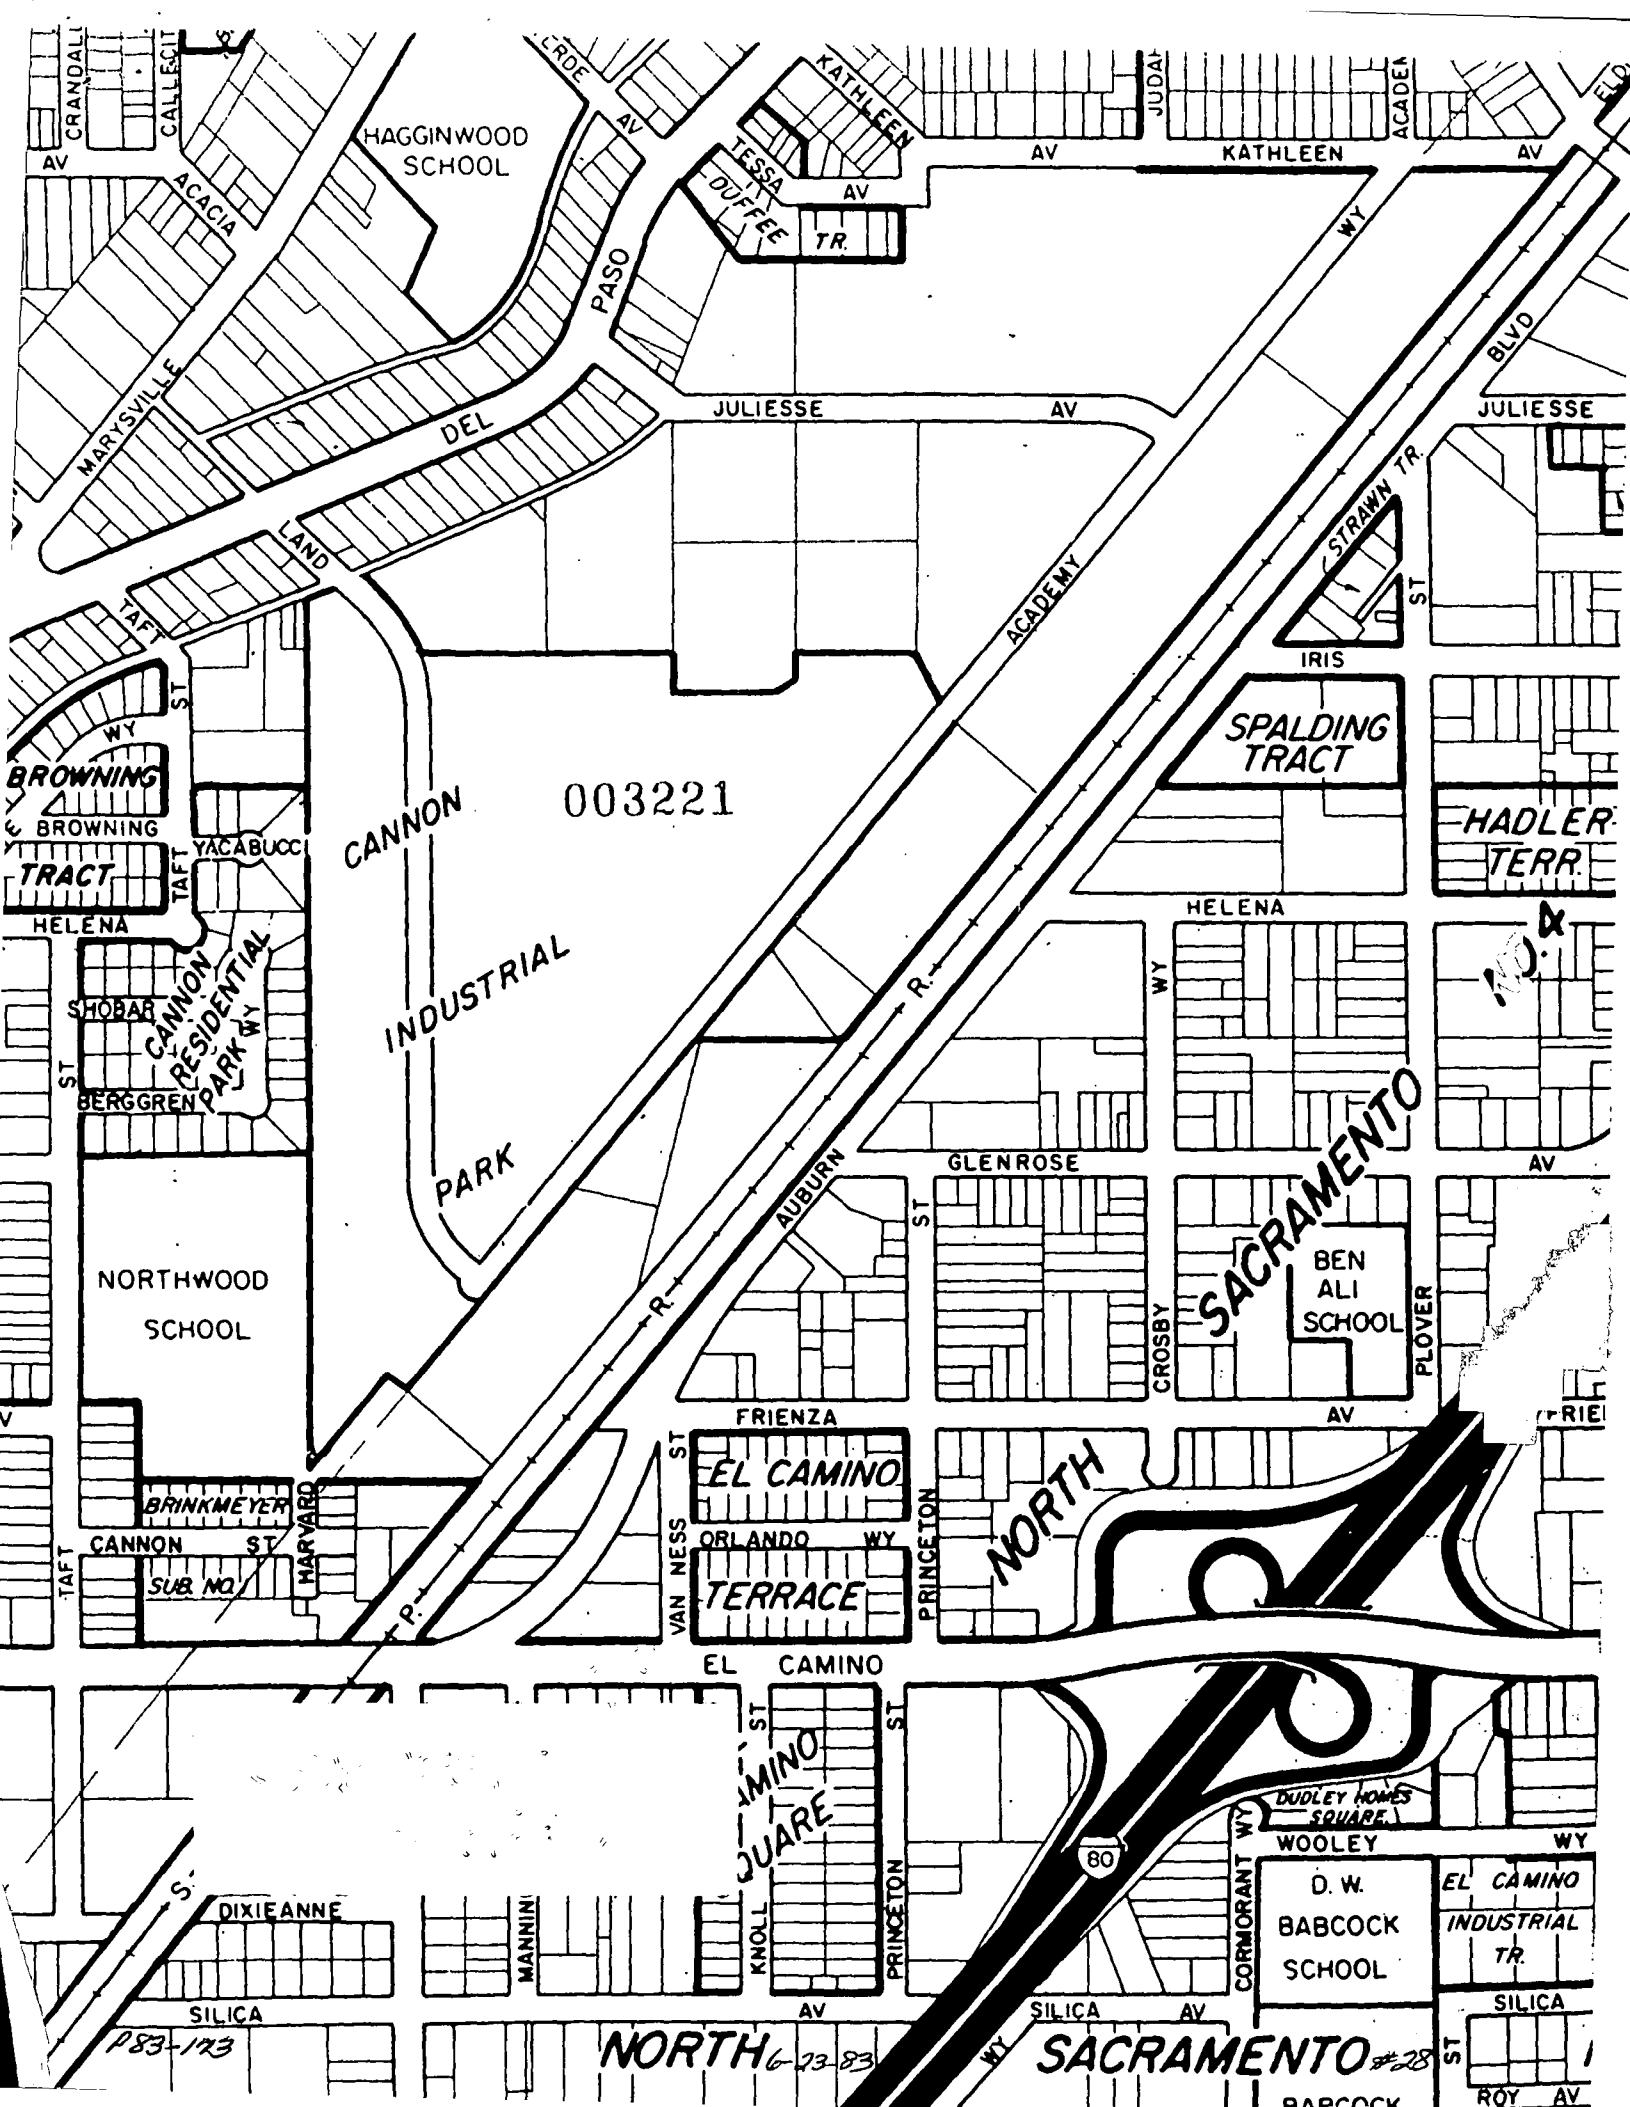 CRANDALL
KATHLEEN
HAGGINWOOD
SCHOOL
AV
AV
AV
KATHLEEN
AV
ACACIA
TESSA
AV
DUFFEE
TR.
WY
PASO
BLVD
MARYSVILLE
DEL
JULIESSE
AV
JULIESSE
STRAWN TR.
LAND
ACADEMY
ST
TAFT
IRIS
ST
WY
SPALDING
TRACT
BROWNING
003221
CANNON
BROWNING
HADLER
TERR.
YACABUCCI
TRACT
TAFT
HELENA
HELENA
NO. 4
CANNON
RESIDENTIAL
PARK
WY
INDUSTRIAL
WY
R.
SHOBAR
ST
BERGGREN
SACRAMENTO
PARK
AUBURN
GLENROSE
AV
ST
NORTHWOOD
SCHOOL
BEN
ALI
SCHOOL
R.
CROSBY
PLOVER
FRIENZA
AV
ST
EL CAMINO
NORTH
BRINKMEYER
HARVARD
PRINCETON
CANNON
ST
ORLANDO
WY
TAFT
VAN NESS
SUB. NO.
TERRACE
P.
EL CAMINO
ST
ST
AMINO
QUARE
DUDLEY HOMES
SQUARE
WY
WOOLEY
WY
80
S.
D. W.
BABCOCK
SCHOOL
EL CAMINO
INDUSTRIAL
TR.
DIXIEANNE
KNOLL
PRINCETON
CORMORANT
SILICA
AV
SILICA
AV
SILICA
P83-173
NORTH
6-23-83
WY
SACRAMENTO
#28
ST
ROY AV